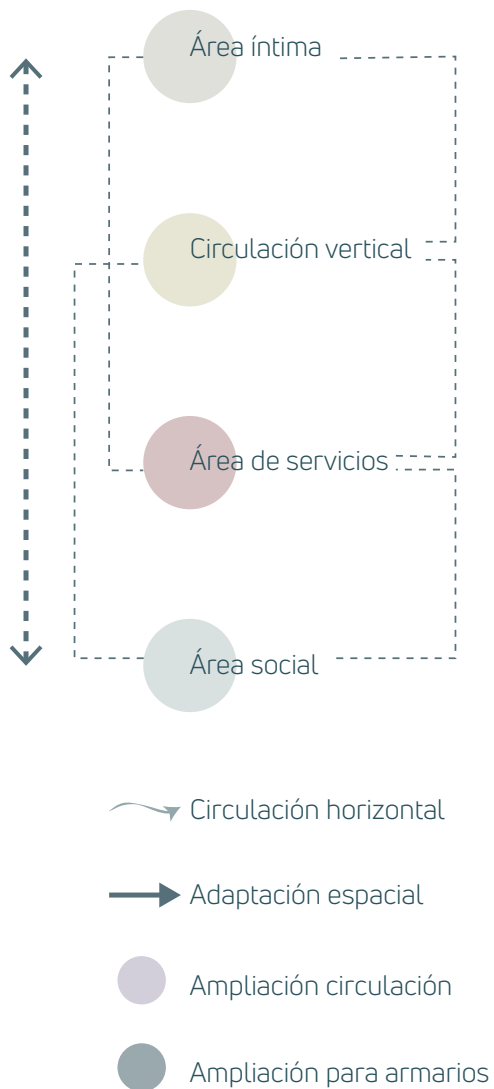 Área íntima
Circulación vertical
Área de servicios
Área social
Circulación horizontal
Adaptación espacial
Ampliación circulación
Ampliación para armarios